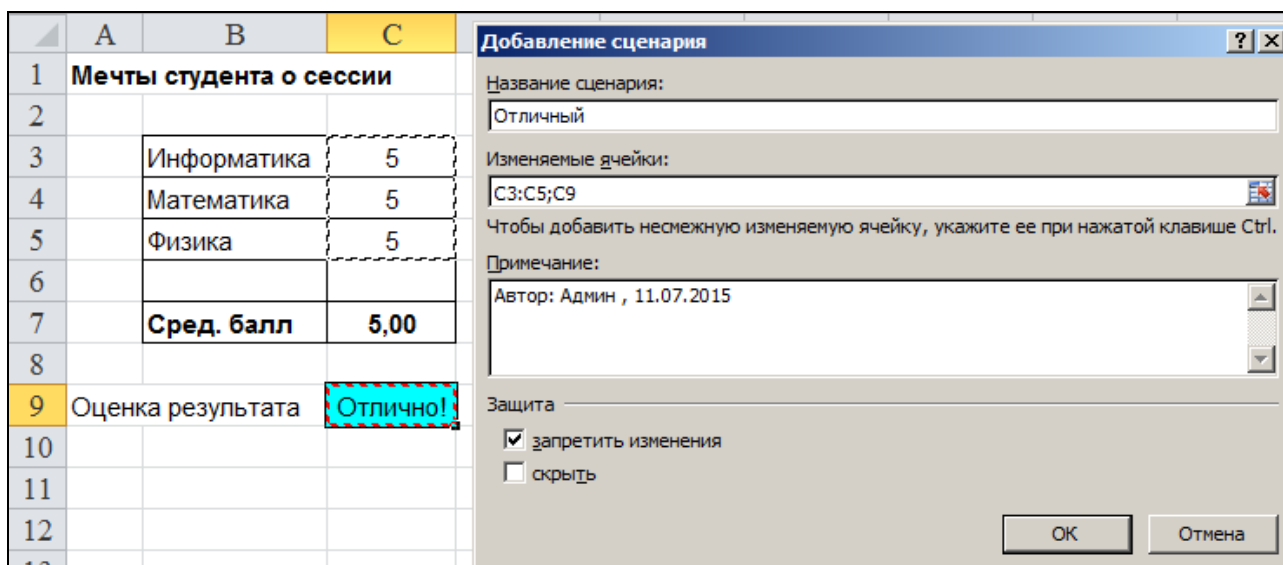 A B C
1 Мечты студента о сессии
2
3 Информатика 5
4 Математика 5
5 Физика 5
6
7 Сред. балл 5,00
8
9 Оценка результата Отлично!
10
11
12
Добавление сценария
Название сценария:
Отличный
Изменяемые ячейки:
C3:C5;C9
Чтобы добавить несмежную изменяемую ячейку, укажите ее при нажатой клавише Ctrl.
Примечание:
Автор: Админ , 11.07.2015
Защита
запретить изменения
скрыть
ОК Отмена